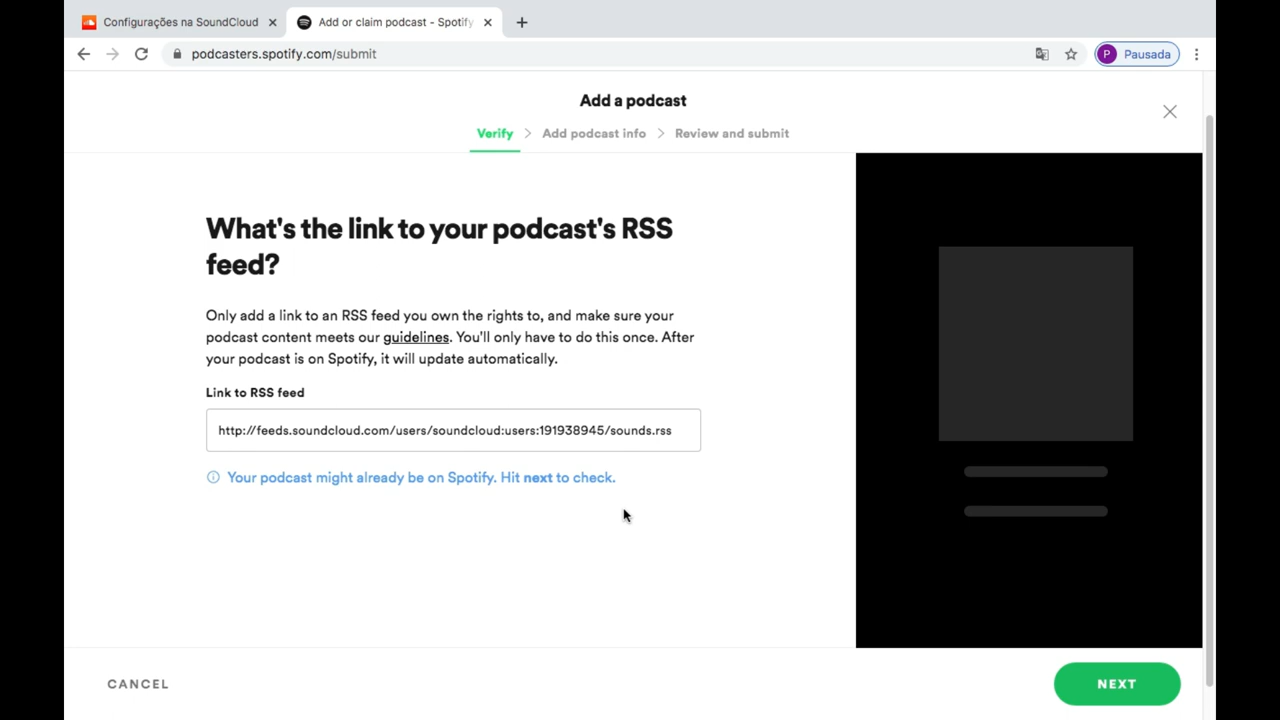 Configurações na SoundCloud
Add or claim podcast - Spotify
podcasters.spotify.com/submit
P Pausada
Add a podcast
Verify > Add podcast info > Review and submit
What's the link to your podcast's RSS
feed?
Only add a link to an RSS feed you own the rights to, and make sure your
podcast content meets our guidelines. You'll only have to do this once. After
your podcast is on Spotify, it will update automatically.
Link to RSS feed
http://feeds.soundcloud.com/users/soundcloud:users:191938945/sounds.rss
Your podcast might already be on Spotify. Hit next to check.
CANCEL
NEXT